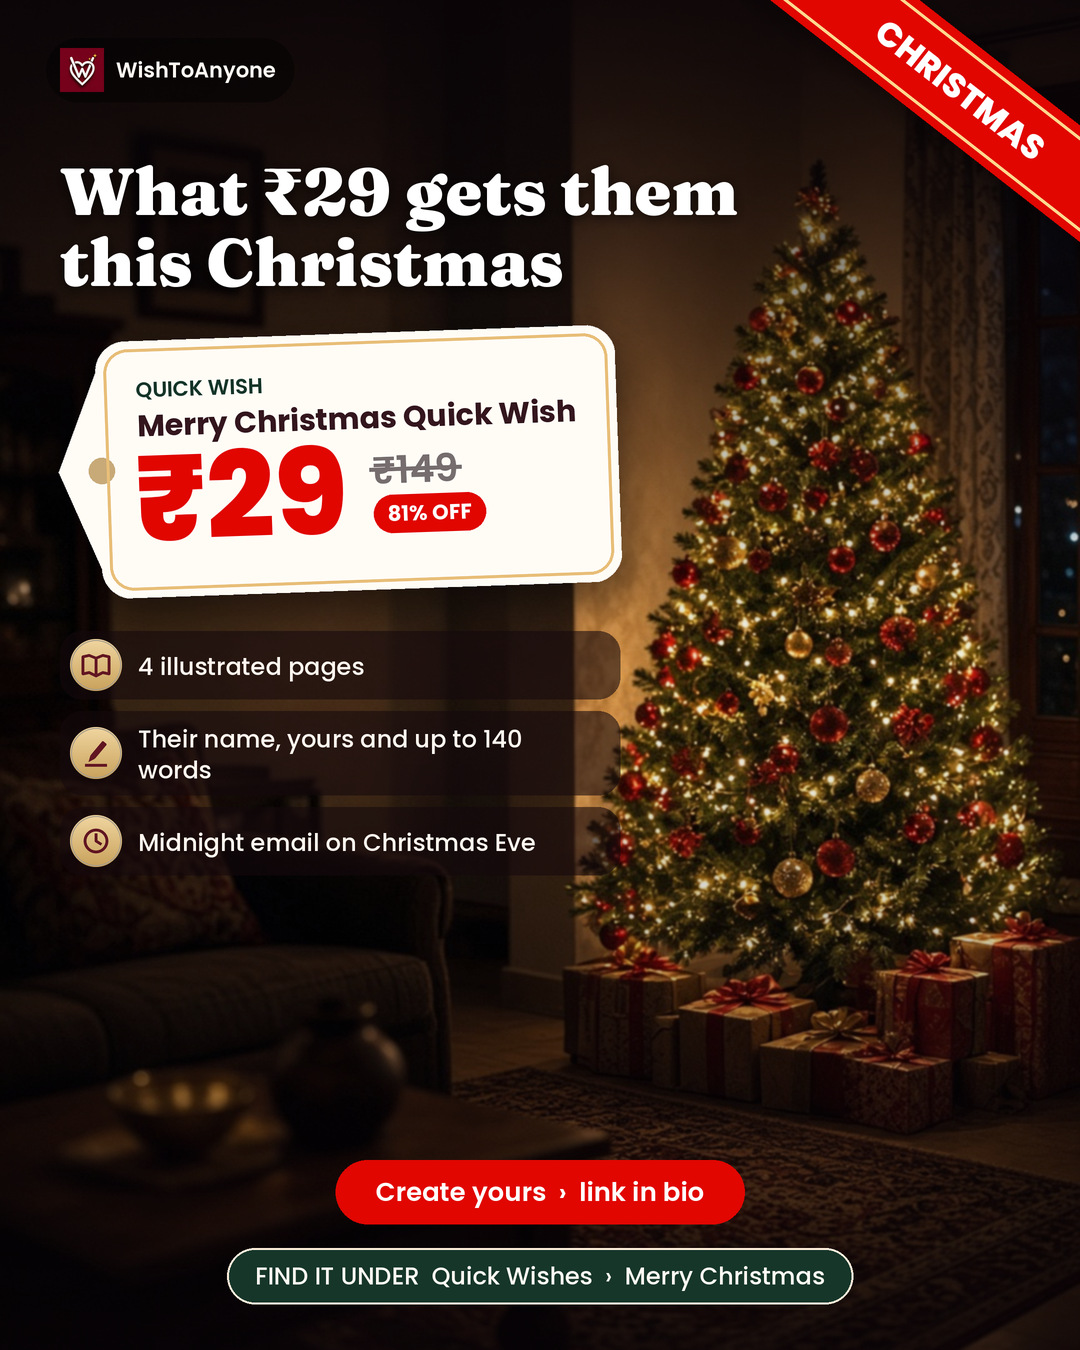 WishToAnyone
CHRISTMAS
What ₹29 gets them
this Christmas
QUICK WISH
Merry Christmas Quick Wish
₹29
₹149
81% OFF
4 illustrated pages
Their name, yours and up to 140
words
Midnight email on Christmas Eve
Create yours › link in bio
FIND IT UNDER Quick Wishes › Merry Christmas